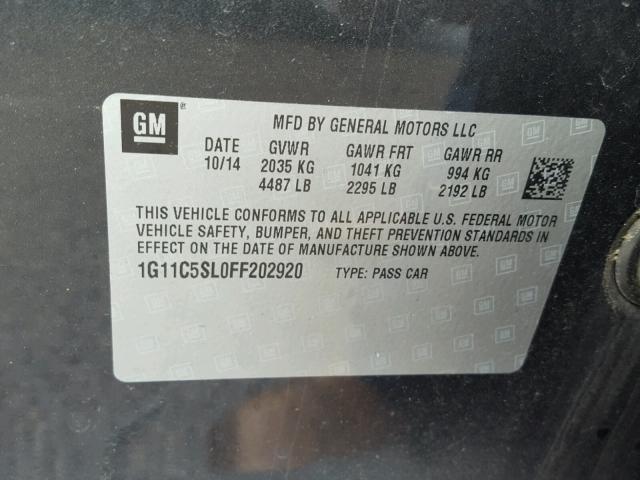 GM ®
MFD BY GENERAL MOTORS LLC
DATE GVWR GAWR FRT GAWR RR
10/14 2035 KG 1041 KG 994 KG
4487 LB 2295 LB 2192 LB
THIS VEHICLE CONFORMS TO ALL APPLICABLE U.S. FEDERAL MOTOR
VEHICLE SAFETY, BUMPER, AND THEFT PREVENTION STANDARDS IN
EFFECT ON THE DATE OF MANUFACTURE SHOWN ABOVE.
1G11C5SL0FF202920 TYPE: PASS CAR